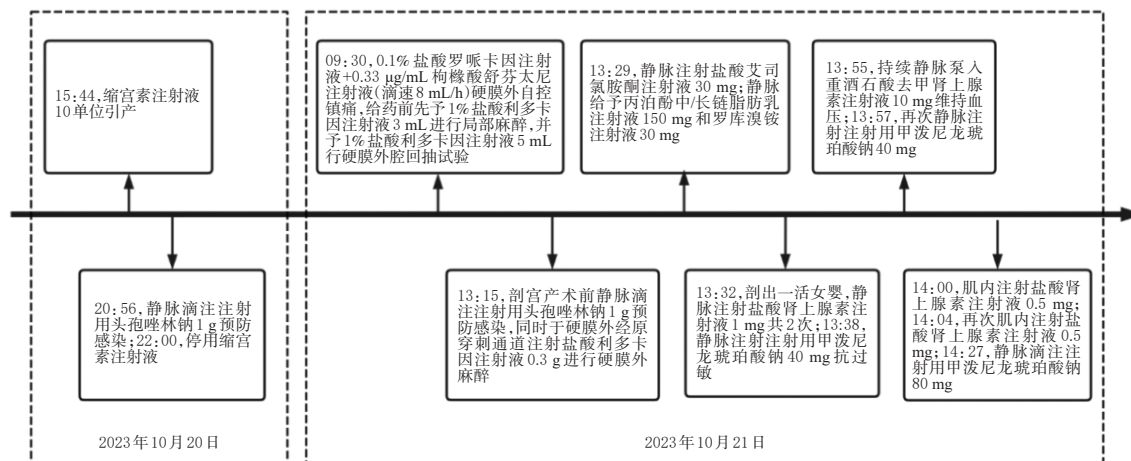 15:44,缩宫素注射液
10单位引产
20:56,静脉滴注注射
用头孢唑林钠1 g预防
感染;22:00,停用缩宫
素注射液
2023年10月20日
09:30,0.1%盐酸罗哌卡因注射
液+0.33 μg/mL枸橼酸舒芬太尼
注射液(滴速8 mL/h)硬膜外自控
镇痛,给药前先予1%盐酸利多卡
因注射液3 mL进行局部麻醉,并
予1%盐酸利多卡因注射液5 mL
行硬膜外腔回抽试验
13:15,剖宫产术前静脉滴
注注射用头孢唑林钠1 g预
防感染,同时于硬膜外经原
穿刺通道注射盐酸利多卡
因注射液0.3 g进行硬膜外
麻醉
13:29,静脉注射盐酸艾司
氯胺酮注射液30 mg;静脉
给予丙泊酚中/长链脂肪乳
注射液150 mg和罗库溴铵
注射液30 mg
13:32,剖出一活女婴,静
脉注射盐酸肾上腺素注
射液1 mg共2次;13:38,
静脉注射注射用甲泼尼
龙琥珀酸钠40 mg抗过
敏
13:55,持续静脉泵入
重酒石酸去甲肾上腺
素注射液10 mg维持血
压;13:57,再次静脉注
射注射用甲泼尼龙琥
珀酸钠40 mg
14:00,肌内注射盐酸肾
上腺素注射液0.5 mg;
14:04,再次肌内注射盐
酸肾上腺素注射液0.5
mg;14:27,静脉滴注注
射用甲泼尼龙琥珀酸钠
80 mg
2023年10月21日